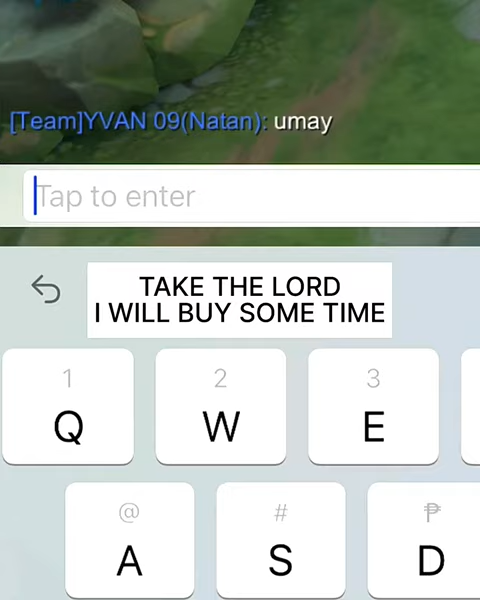 [Team]YVAN 09(Natan): umay
Tap to enter
TAKE THE LORD
I WILL BUY SOME TIME
1 2 3
Q W E
@ # ₱
A S D